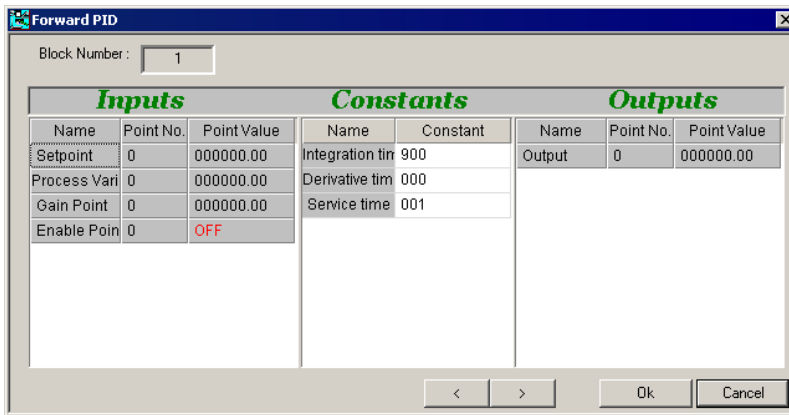 Forward PID
Block Number : 1
Inputs Constants Outputs
Name Point No. Point Value Name Constant Name Point No. Point Value
Setpoint 0 000000.00 Integration tim 900 Output 0 000000.00
Process Vari 0 000000.00 Derivative tim 000
Gain Point 0 000000.00 Service time 001
Enable Poin 0 OFF
< > Ok Cancel